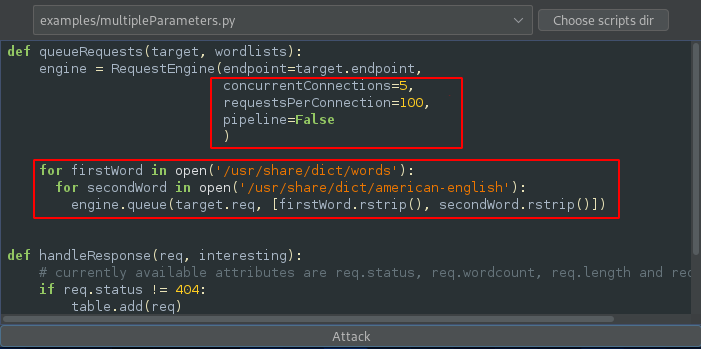 examples/multipleParameters.py
Choose scripts dir
def queueRequests(target, wordlists):
    engine = RequestEngine(endpoint=target.endpoint,
                           concurrentConnections=5,
                           requestsPerConnection=100,
                           pipeline=False
                           )
    for firstWord in open('/usr/share/dict/words'):
      for secondWord in open('/usr/share/dict/american-english'):
        engine.queue(target.req, [firstWord.rstrip(), secondWord.rstrip()])
def handleResponse(req, interesting):
    # currently available attributes are req.status, req.wordcount, req.length and
    if req.status != 404:
        table.add(req)
Attack